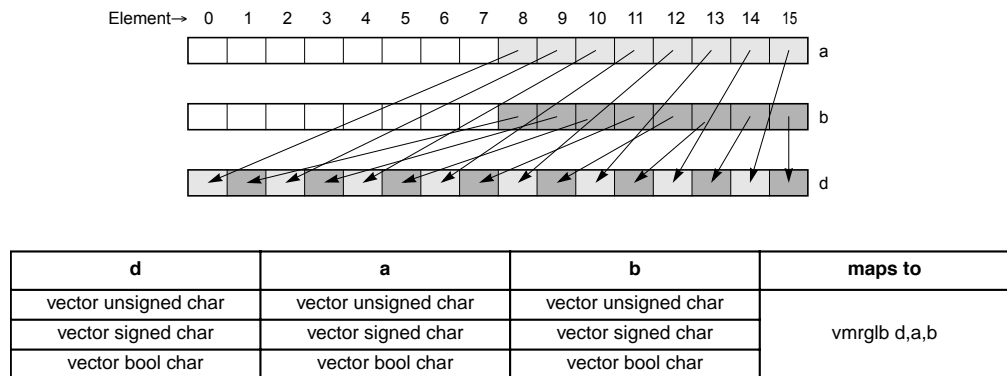 Element→ 0 1 2 3 4 5 6 7 8 9 10 11 12 13 14 15
a
b
d
d a b maps to
vector unsigned char vector unsigned char vector unsigned char
vector signed char vector signed char vector signed char vmrglb d,a,b
vector bool char vector bool char vector bool char